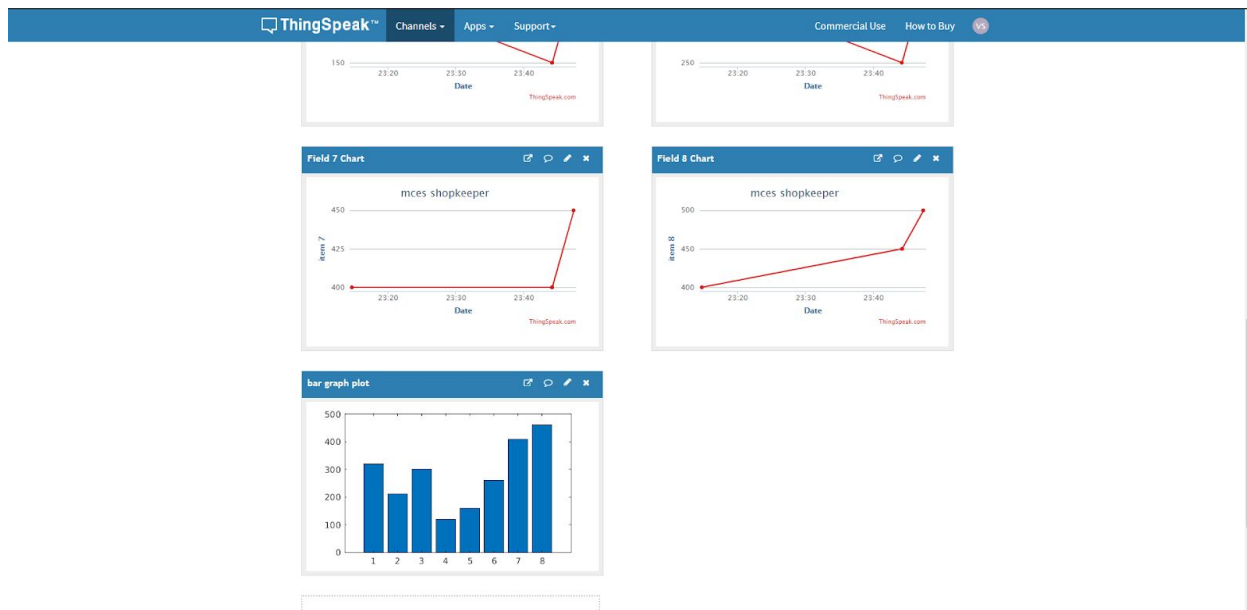 ThingSpeak™ Channels Apps Support Commercial Use How to Buy VS
150
23:20 23:30 23:40
Date
ThingSpeak.com
250
23:20 23:30 23:40
Date
ThingSpeak.com
Field 7 Chart
mces shopkeeper
450
425
400
item 7
23:20 23:30 23:40
Date
ThingSpeak.com
Field 8 Chart
mces shopkeeper
500
450
400
item 8
23:20 23:30 23:40
Date
ThingSpeak.com
bar graph plot
500
400
300
200
100
0
1 2 3 4 5 6 7 8